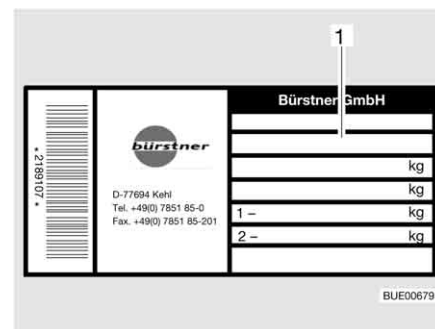 1
Bürstner GmbH
* 2189107 *
bürstner
D-77694 Kehl
Tel. +49(0) 7851 85-0
Fax. +49(0) 7851 85-201
kg
kg
1 – kg
2 – kg
BUE00679